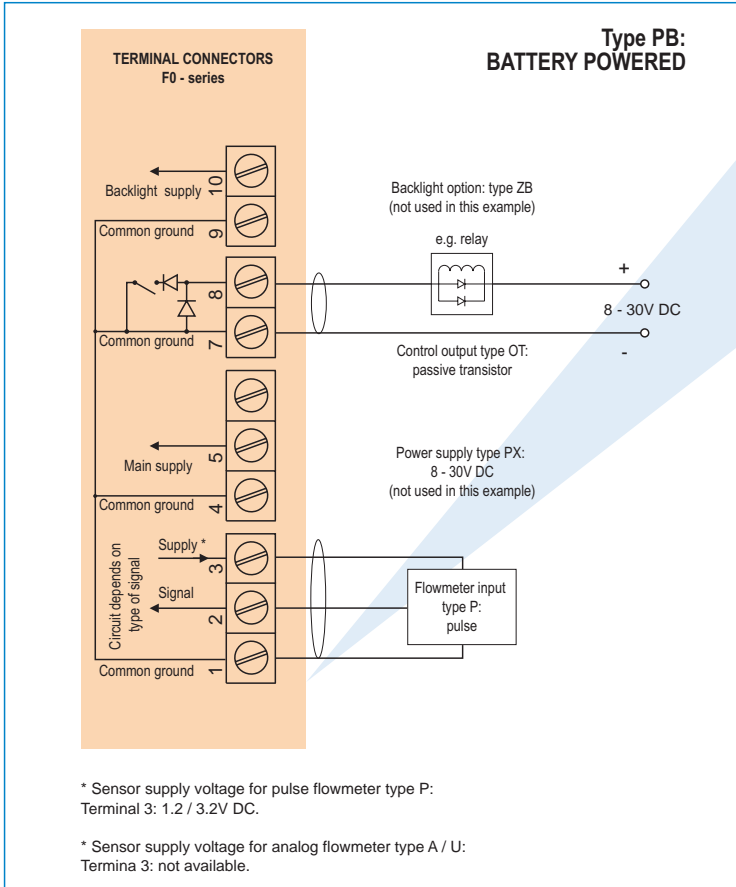 Type PB:
BATTERY POWERED
TERMINAL CONNECTORS
F0 - series
10
Backlight supply
Common ground
9
8
Common ground
7
5
Main supply
Common ground
4
Circuit depends on
type of signal
Supply *
3
Signal
2
Common ground
1
Backlight option: type ZB
(not used in this example)
e.g. relay
+
8 - 30V DC
-
Control output type OT:
passive transistor
Power supply type PX:
8 - 30V DC
(not used in this example)
Flowmeter input
type P:
pulse
* Sensor supply voltage for pulse flowmeter type P:
Terminal 3: 1.2 / 3.2V DC.
* Sensor supply voltage for analog flowmeter type A / U:
Termina 3: not available.